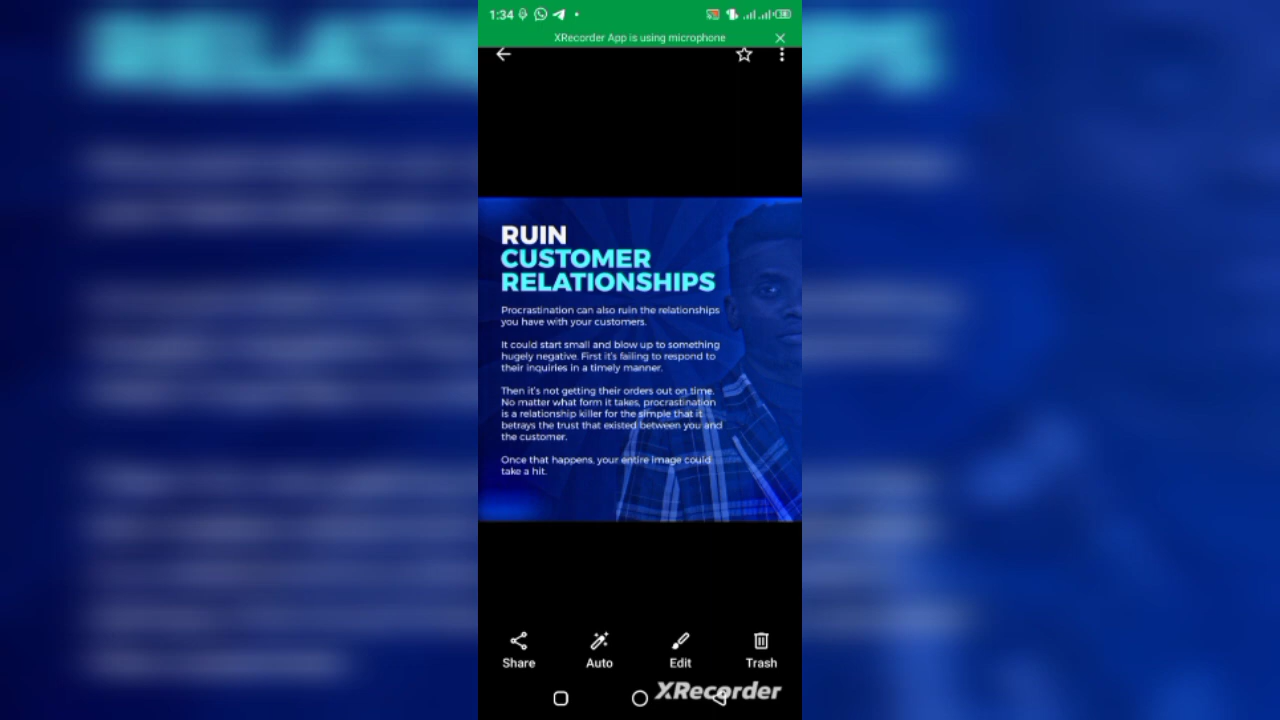 1:34
XRecorder App is using microphone
RUIN
CUSTOMER
RELATIONSHIPS
Procrastination can also ruin the relationships
you have with your customers.
It could start small and blow up to something
hugely negative. First it's failing to respond to
their inquiries in a timely manner.
Then it's not getting their orders out on time.
No matter what form it takes, procrastination
is a relationship killer for the simple that it
betrays the trust that existed between you and
the customer.
Once that happens, your entire image could
take a hit.
Share Auto Edit Trash
XRecorder